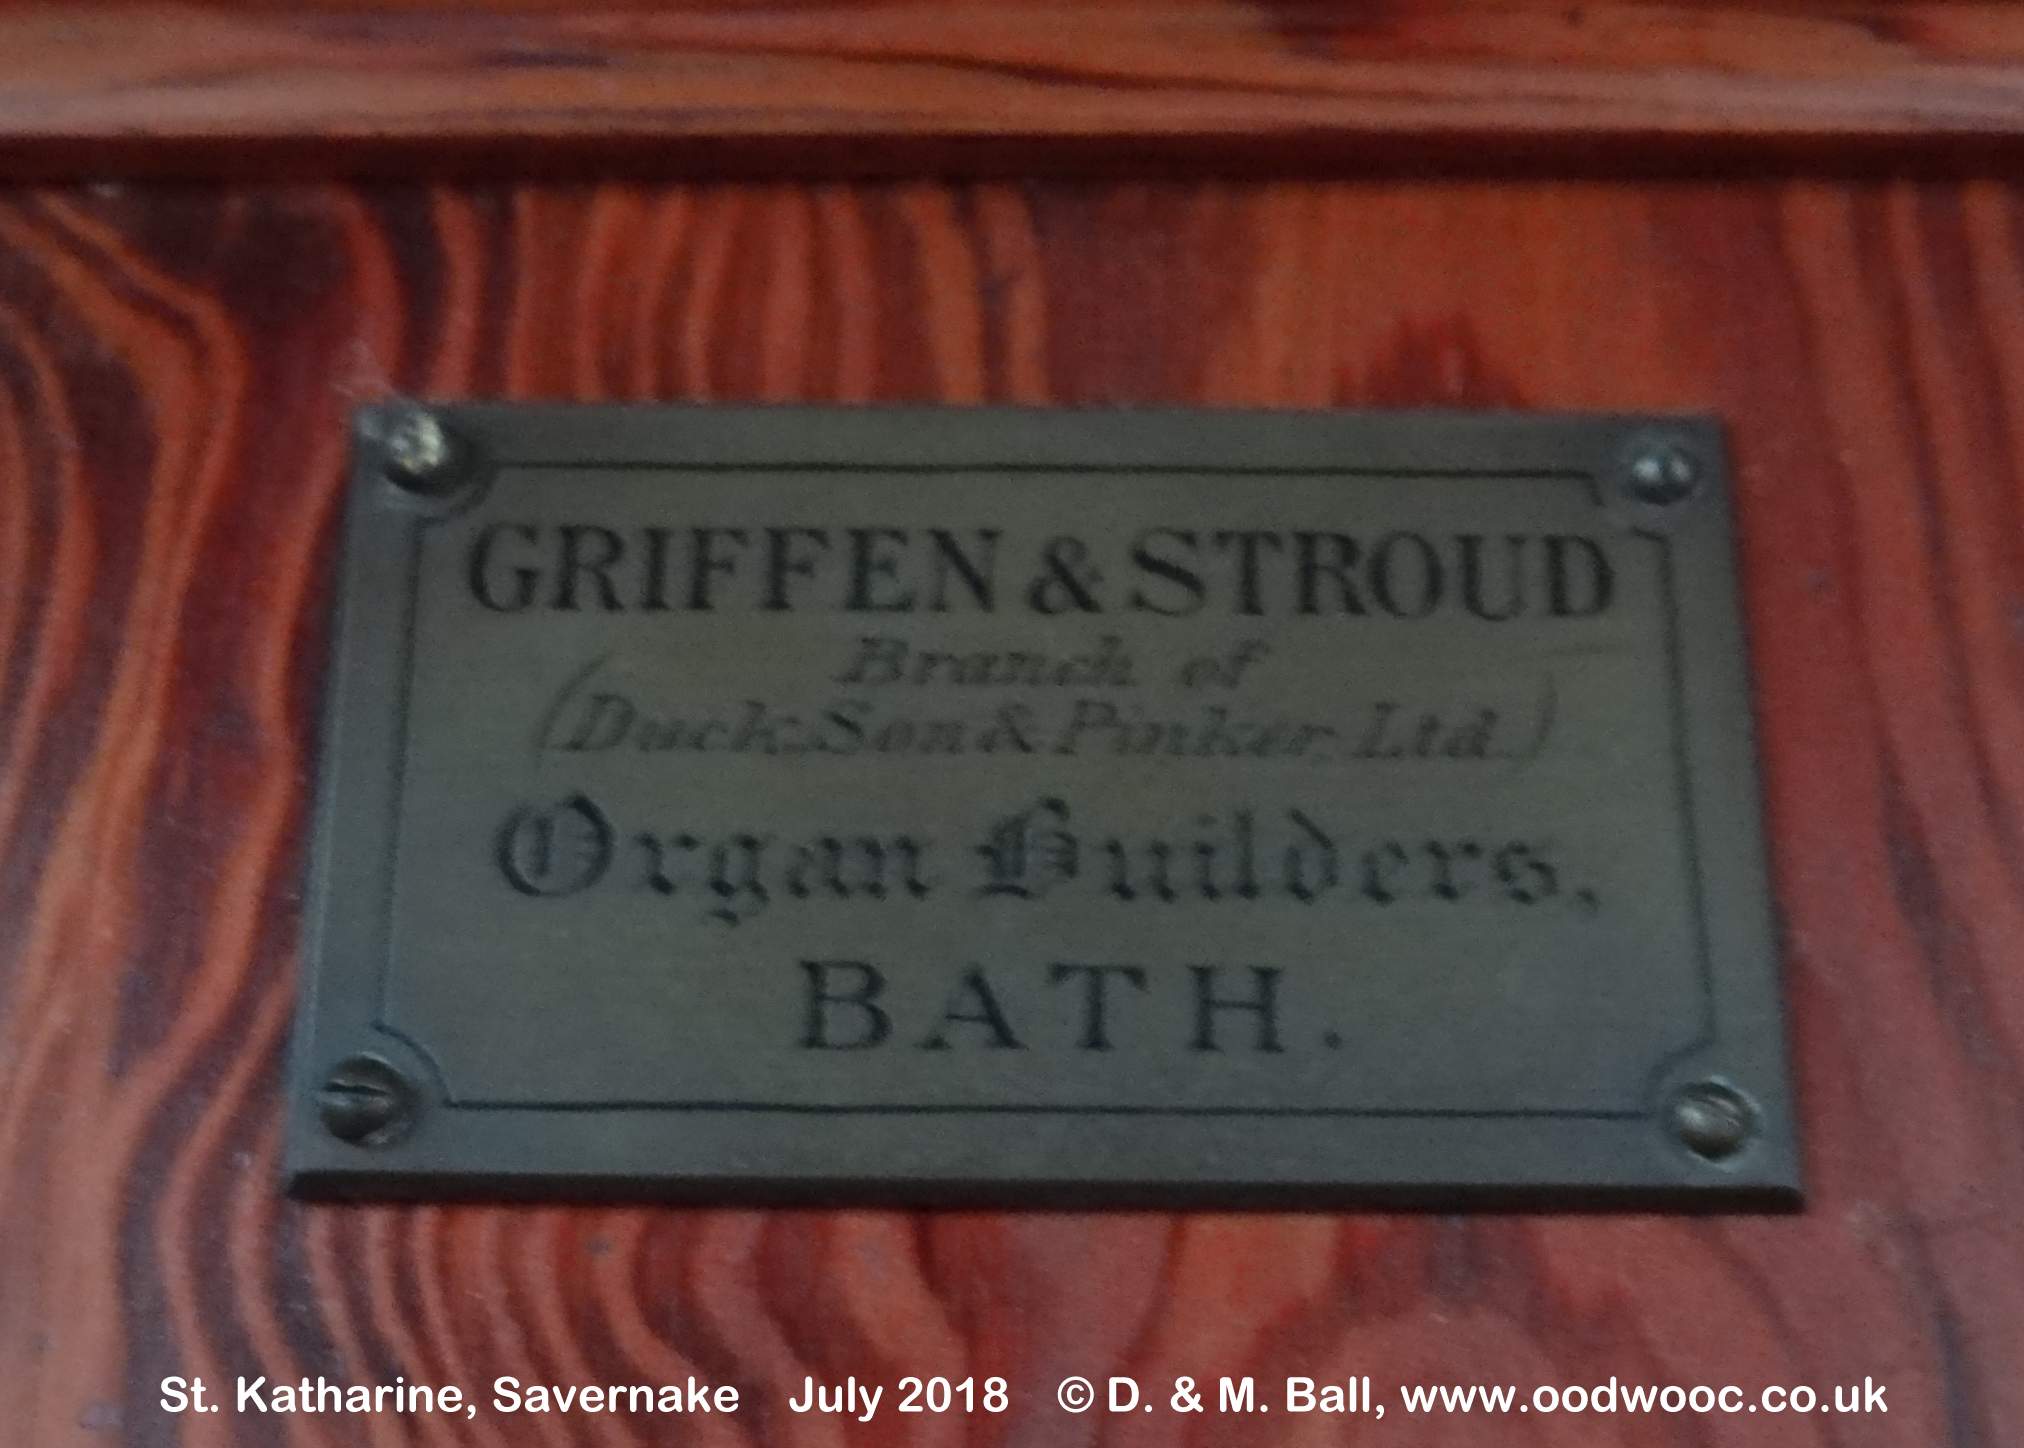 GRIFFEN & STROUD
Branch of
(Duck, Son & Pinker, Ltd.)
Organ Builders,
BATH.
St. Katharine, Savernake July 2018 © D. & M. Ball, www.oodwooc.co.uk